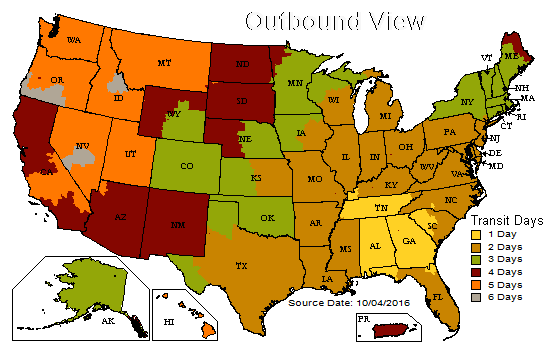 Outbound View
WA
OR
ID
MT
ND
SD
WY
NV
CA
UT
AZ
NM
CO
NE
KS
OK
TX
MN
IA
MO
AR
LA
WI
IL
IN
MI
OH
KY
TN
MS
AL
GA
FL
SC
NC
VA
WV
PA
NY
VT
ME
NH
MA
RI
CT
NJ
DE
MD
AK
HI
PR
Transit Days
1 Day
2 Days
3 Days
4 Days
5 Days
6 Days
Source Date: 10/04/2016